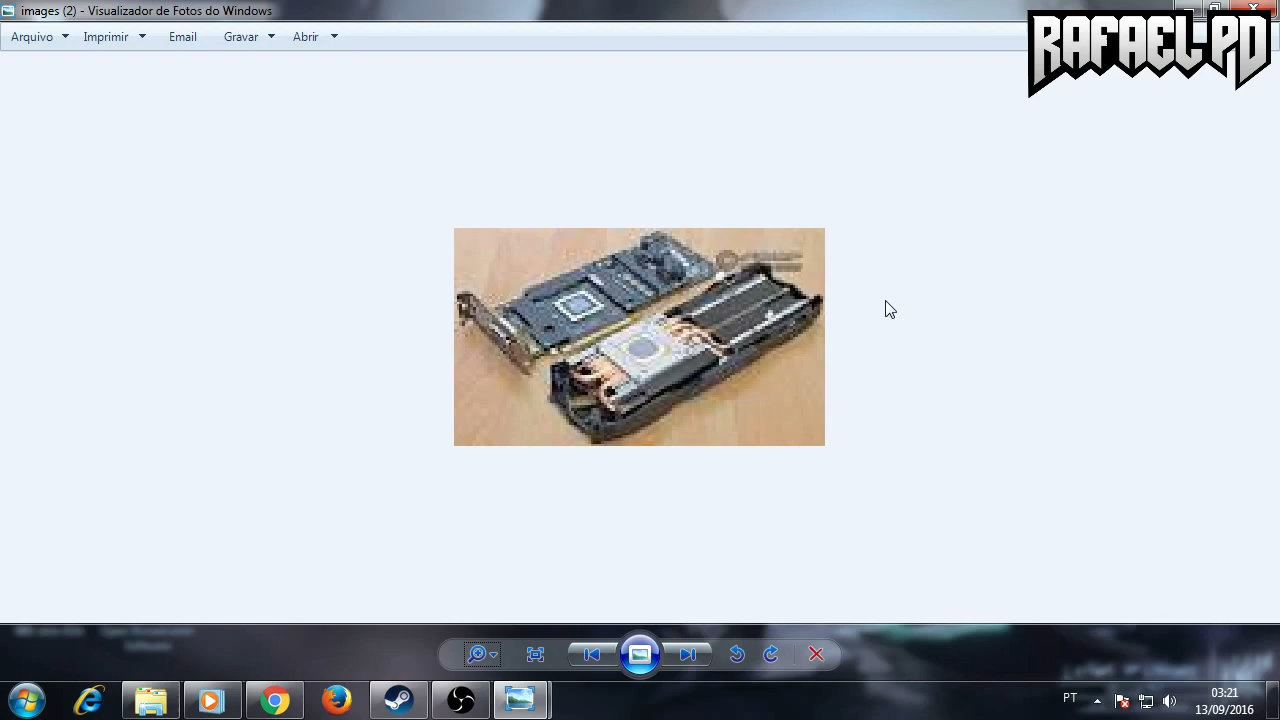 images (2) - Visualizador de Fotos do Windows
Arquivo Imprimir Email Gravar Abrir
RAFAEL PD
PT
03:21
13/09/2016